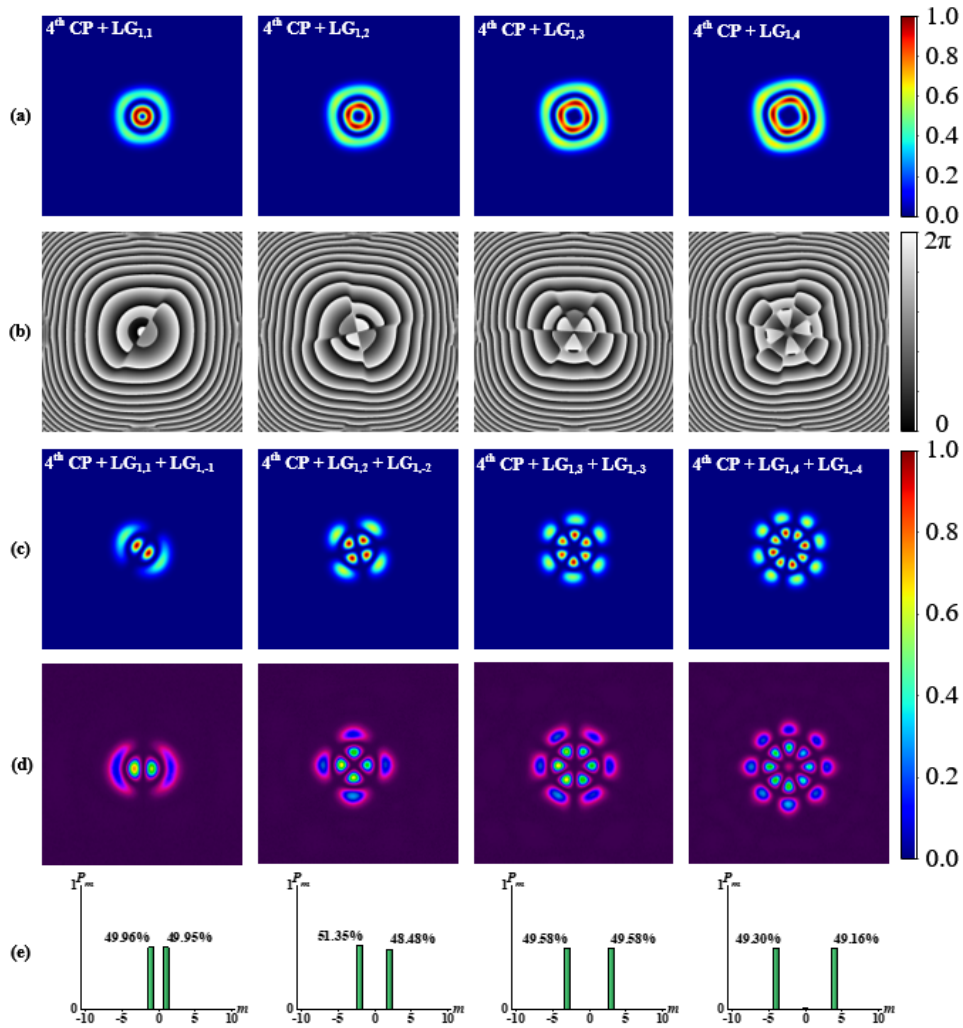 4th CP + LG1,1 4th CP + LG1,2 4th CP + LG1,3 4th CP + LG1,4 1.0
0.8
0.6
(a)
0.4
0.2
0.0
2π
(b)
0
4th CP + LG1,1 + LG1,-1 4th CP + LG1,2 + LG1,-2 4th CP + LG1,3 + LG1,-3 4th CP + LG1,4 + LG1,-4 1.0
0.8
(c)
0.6
0.4
(d)
0.2
0.0
1 Pm 1 Pm 1 Pm 1 Pm
49.96% 49.95% 51.35% 48.48% 49.58% 49.58% 49.30% 49.16%
(e)
0 m 0 m 0 m 0 m
-10 -5 0 5 10 -10 -5 0 5 10 -10 -5 0 5 10 -10 -5 0 5 10